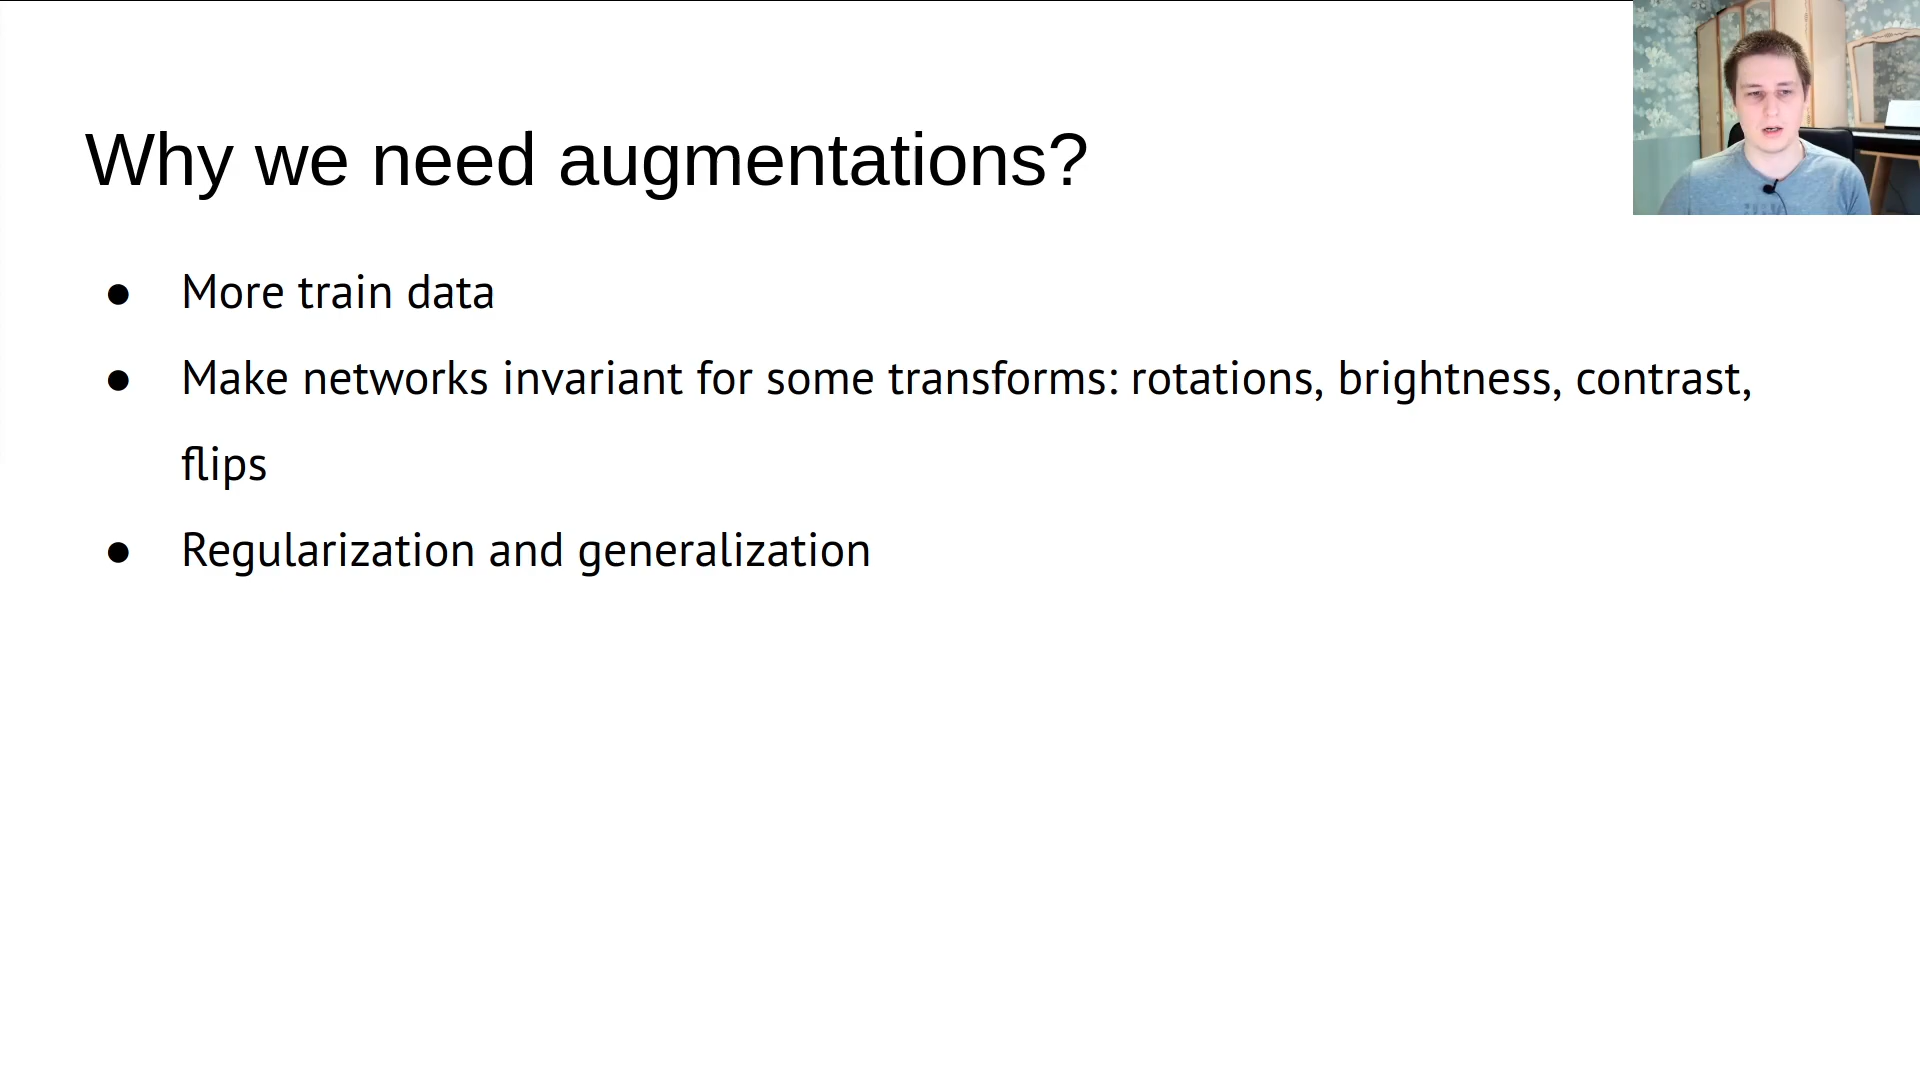 Why we need augmentations?
● More train data
● Make networks invariant for some transforms: rotations, brightness, contrast,
flips
● Regularization and generalization